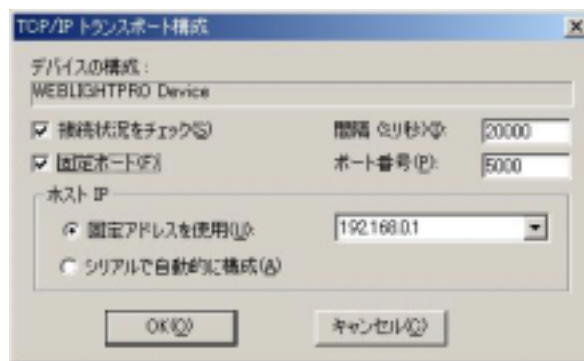 TCP/IP トランスポート構成
デバイスの構成：
WEBLIGHTPRO Device
接続状況をチェック(S) 間隔 (ミリ秒)(I): 20000
固定ポート(F) ポート番号(P): 5000
ホスト IP
固定アドレスを使用(U): 192.168.0.1
シリアルで自動的に構成(A)
OK(O) キャンセル(C)